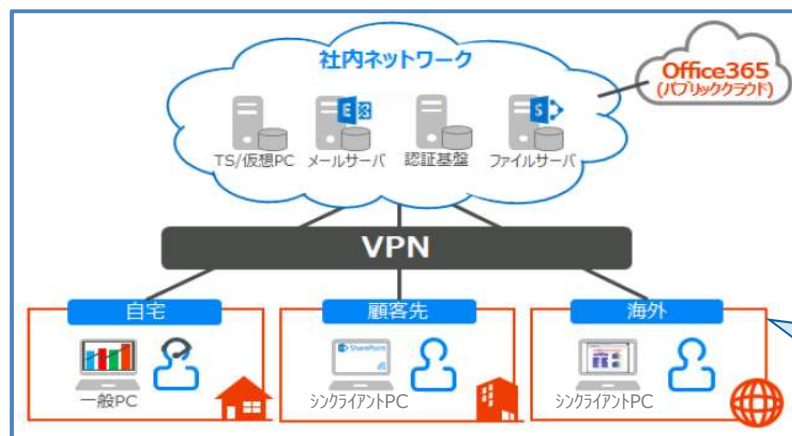 社内ネットワーク
Office365
(パブリッククラウド)
TS/仮想PC
メールサーバ
認証基盤
ファイルサーバ
VPN
自宅
顧客先
海外
SharePoint
一般PC
シンクライアントPC
シンクライアントPC